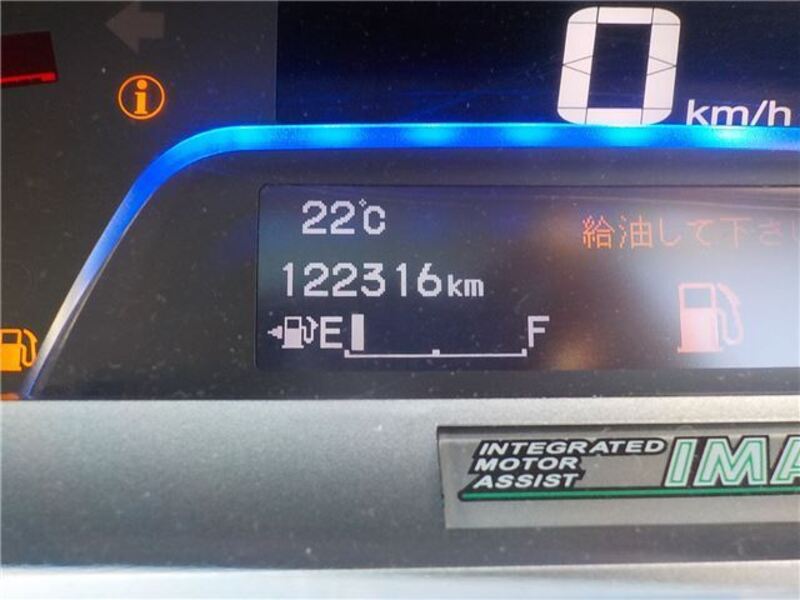 0 km/h
22℃
給油して下さい
122316km
E F
INTEGRATED
MOTOR
ASSIST
IMA